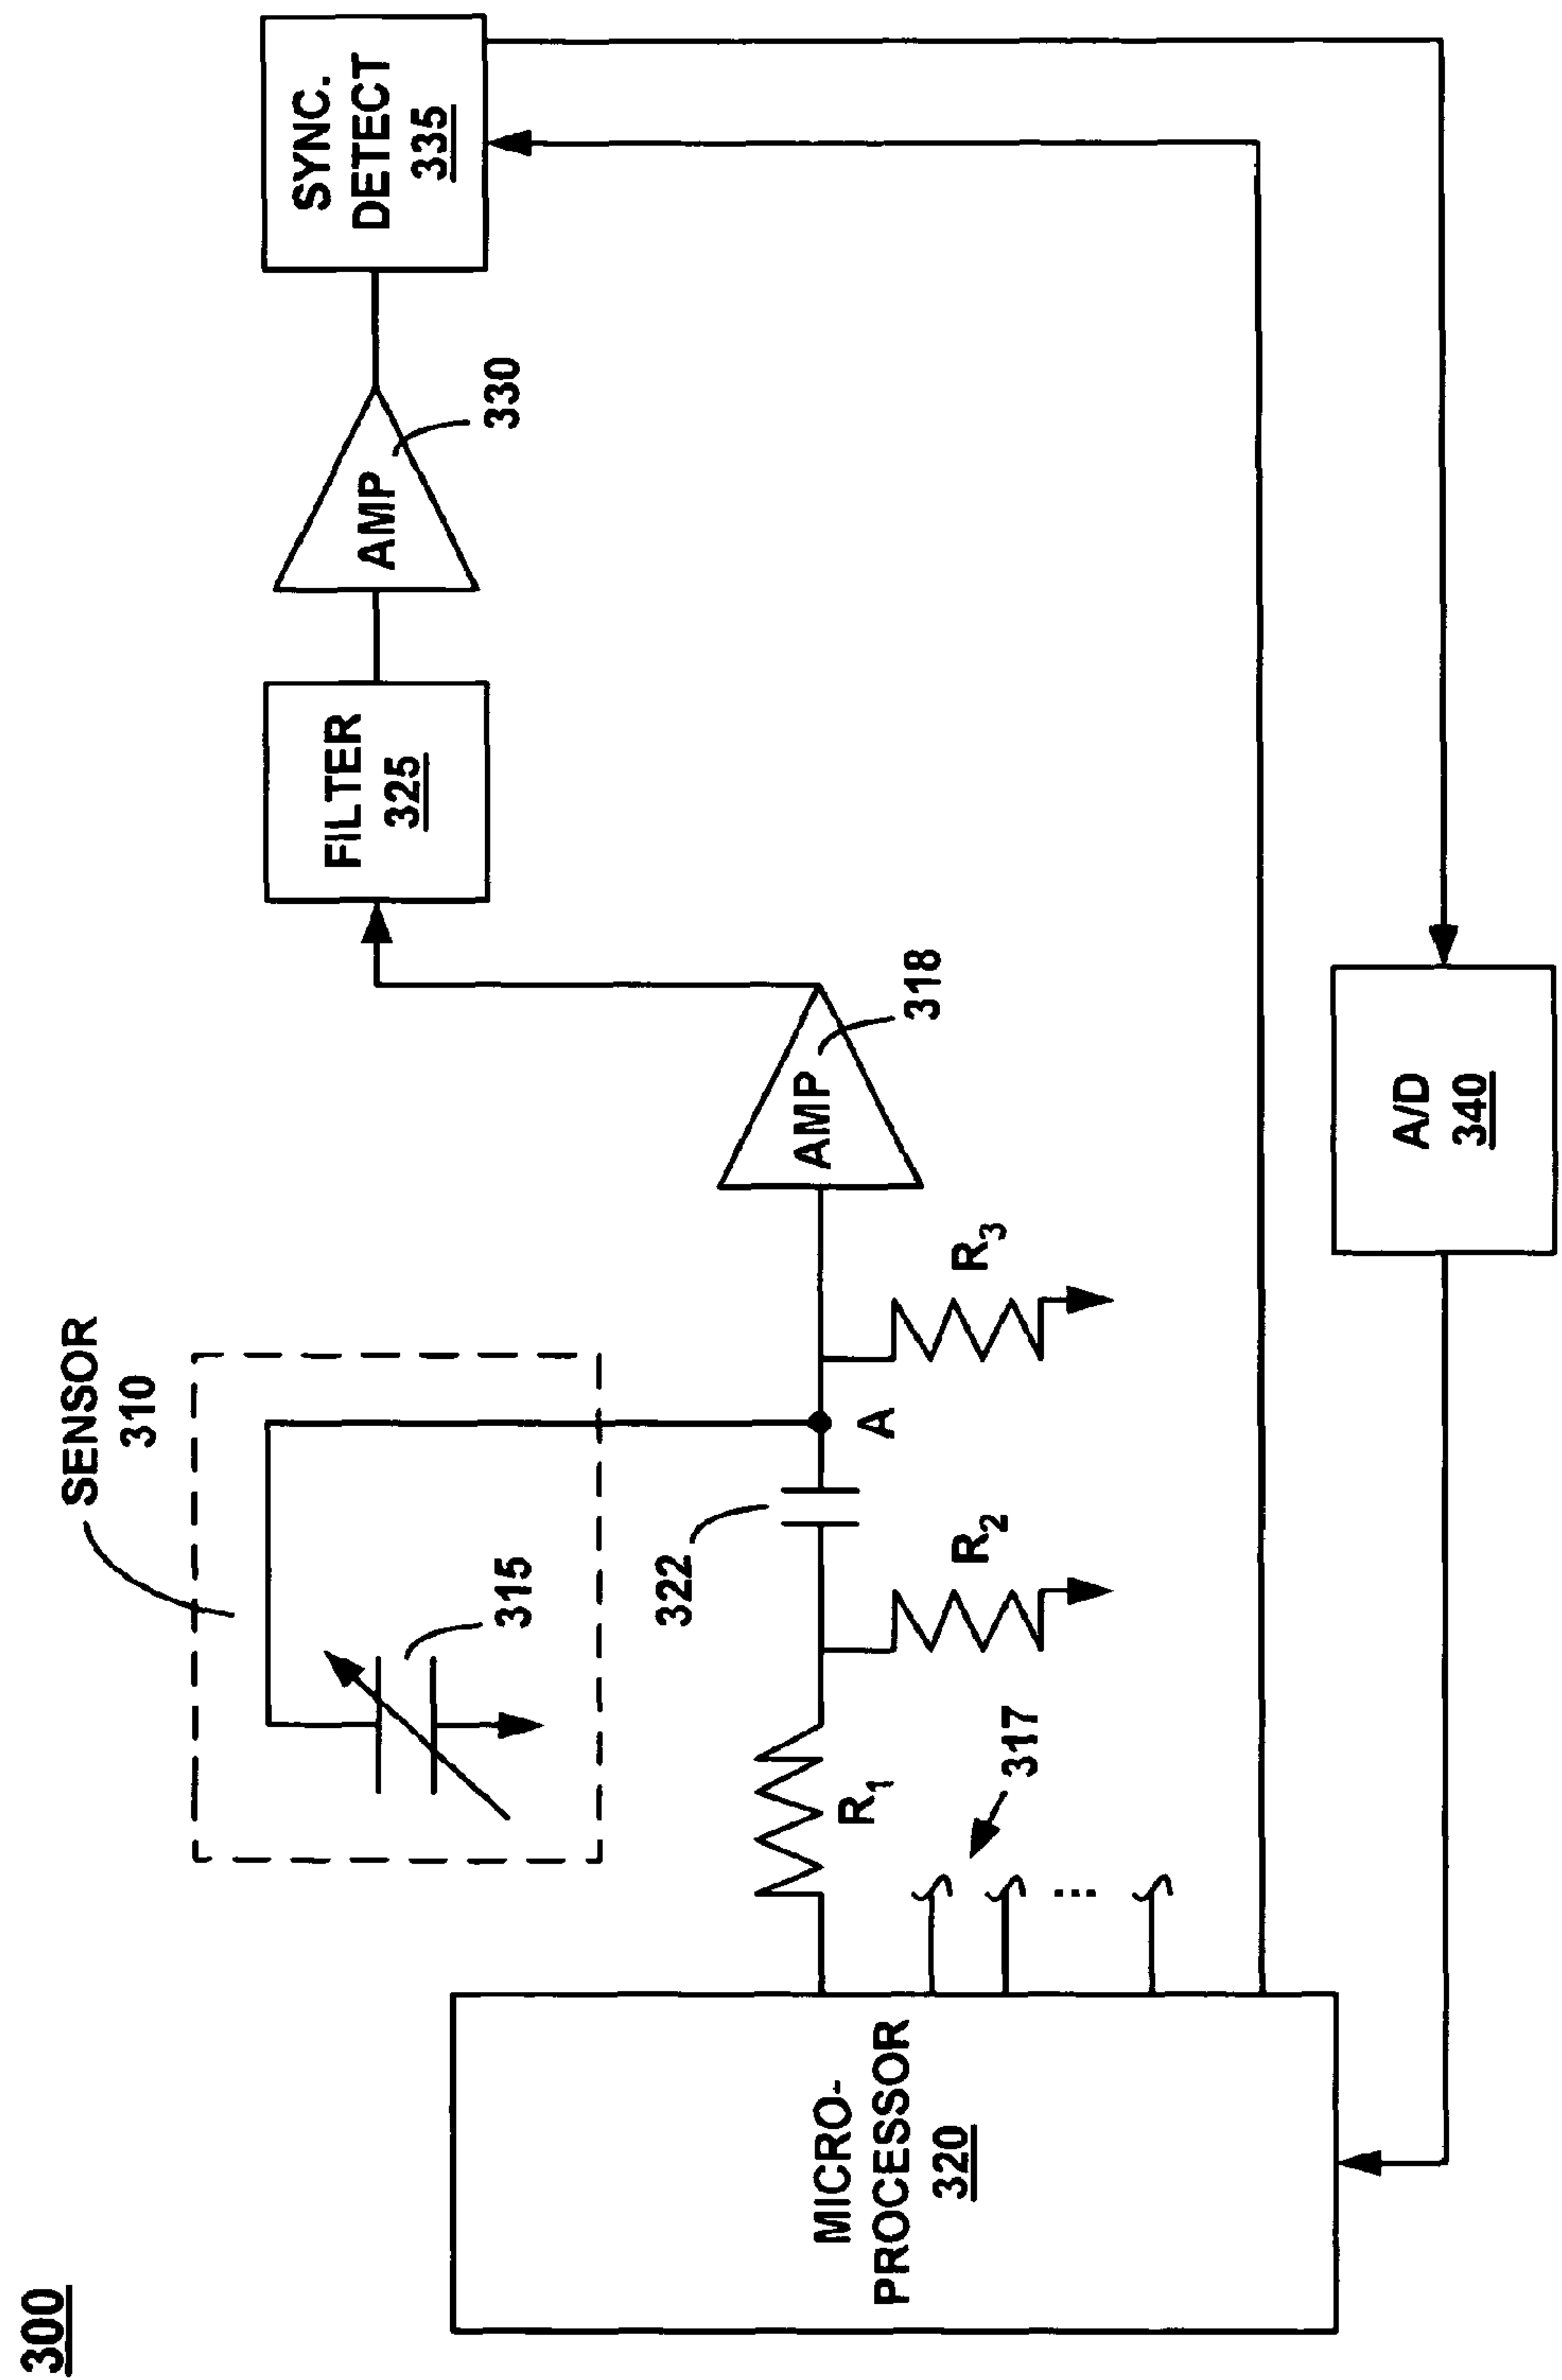 300
SENSOR
310
315
322
A
R1
R2
R3
317
MICRO-
PROCESSOR
320
AMP
318
FILTER
325
AMP
330
SYNC.
DETECT
335
A/D
340